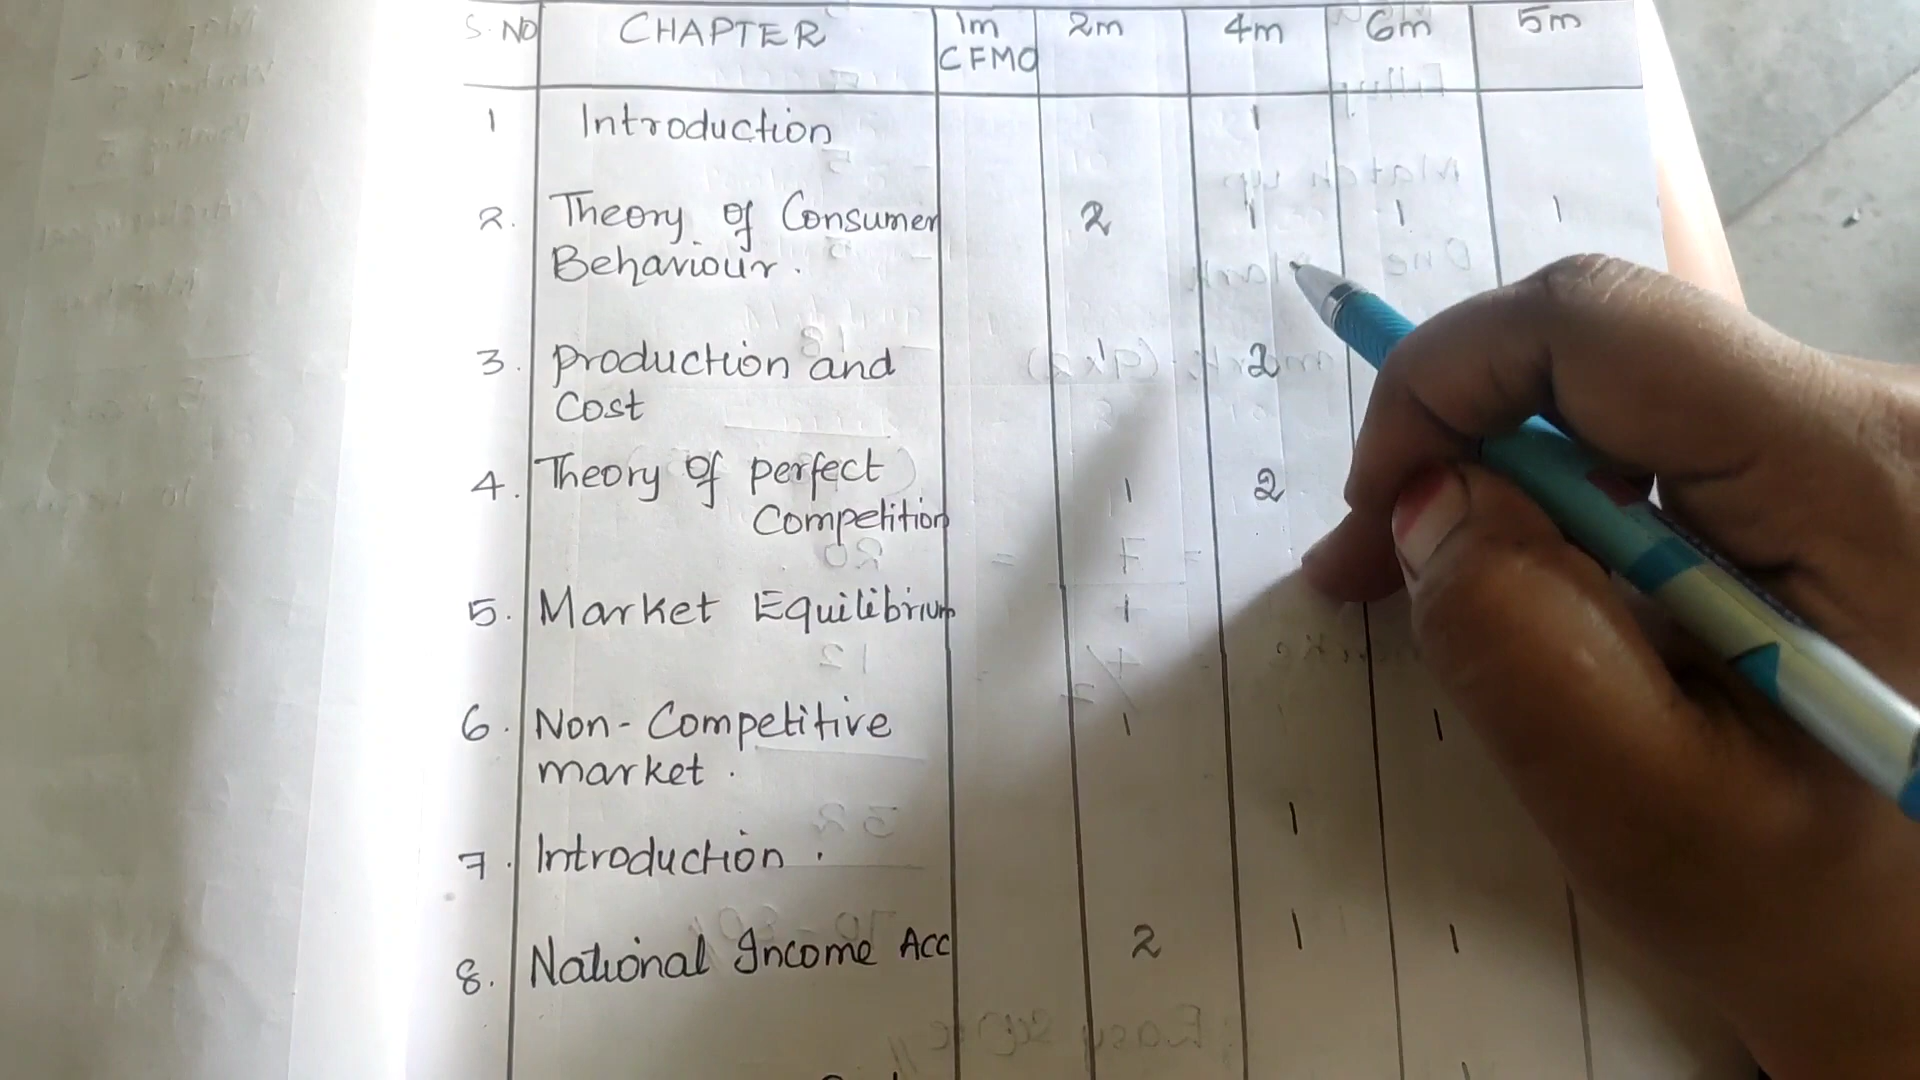 S.NO CHAPTER 1m 2m 4m 6m 5m
CFMO
1 Introduction 1
2. Theory of Consumer 2 1 1 1
Behaviour.
3. Production and 1 2
Cost
4. Theory of perfect 1 2
Competition
5. Market Equilibrium 1
6. Non-Competitive 1 1
market.
7. Introduction. 1
8. National Income Acc 2 1 1